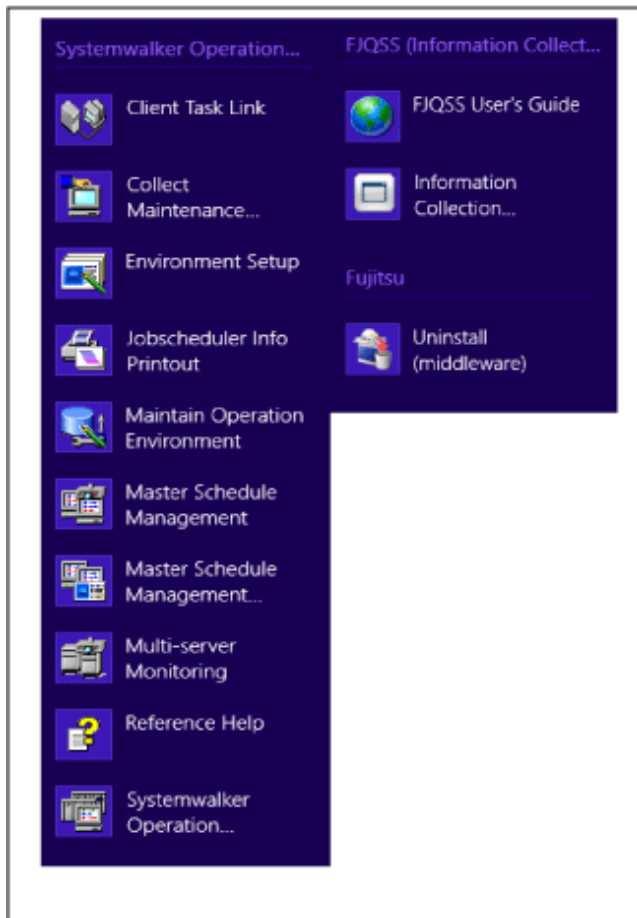 Systemwalker Operation...
Client Task Link
Collect
Maintenance...
Environment Setup
Jobscheduler Info
Printout
Maintain Operation
Environment
Master Schedule
Management
Master Schedule
Management...
Multi-server
Monitoring
Reference Help
Systemwalker
Operation...
FJQSS (Information Collect...
FJQSS User's Guide
Information
Collection...
Fujitsu
Uninstall
(middleware)